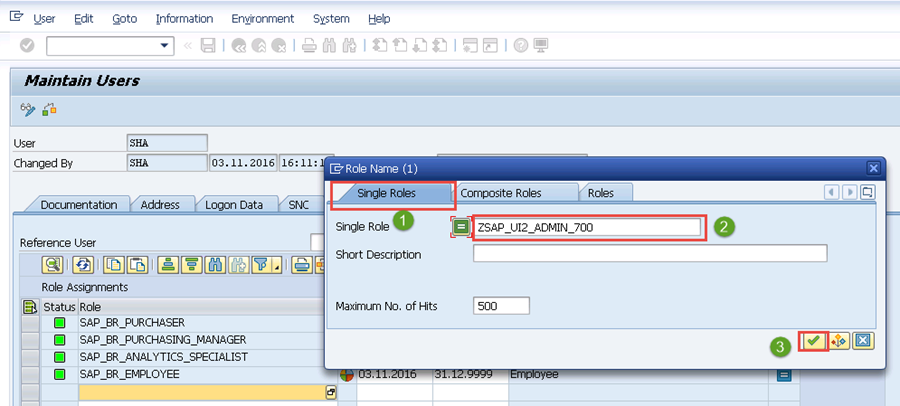 User Edit Goto Information Environment System Help
Maintain Users
User SHA
Changed By SHA 03.11.2016 16:11:1
Documentation Address Logon Data SNC
Reference User
Role Assignments
Status Role
SAP_BR_PURCHASER
SAP_BR_PURCHASING_MANAGER
SAP_BR_ANALYTICS_SPECIALIST
SAP_BR_EMPLOYEE 03.11.2016 31.12.9999 Employee
Role Name (1)
Single Roles Composite Roles Roles
1
Single Role ZSAP_UI2_ADMIN_700 2
Short Description
Maximum No. of Hits 500
3